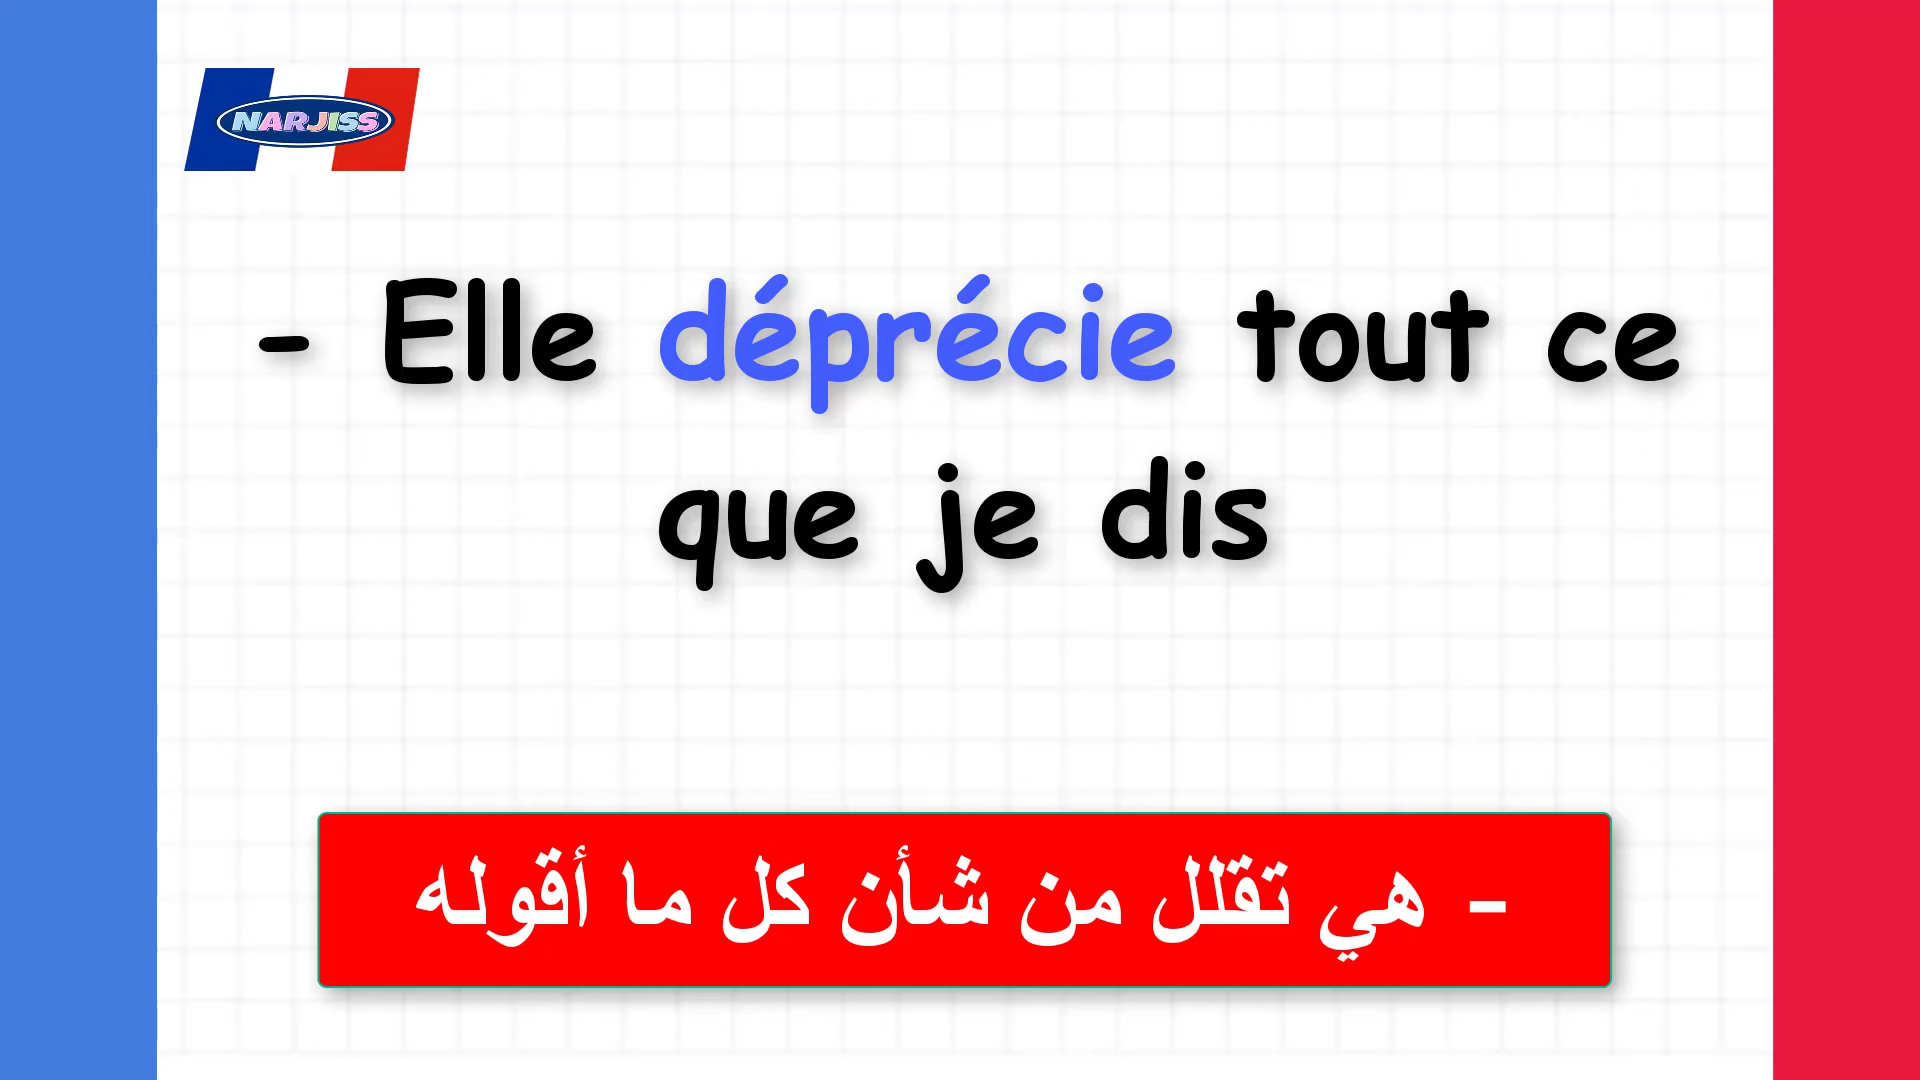 NARJISS
- Elle déprécie tout ce
que je dis
- هي تقلل من شأن كل ما أقوله